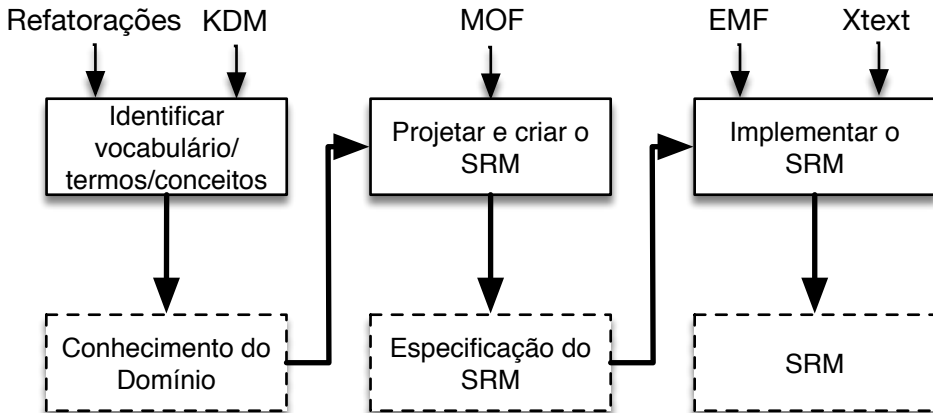 Refatorações KDM MOF EMF Xtext
Identificar
vocabulário/
termos/conceitos
Projetar e criar o
SRM
Implementar o
SRM
Conhecimento do
Domínio
Especificação do
SRM
SRM